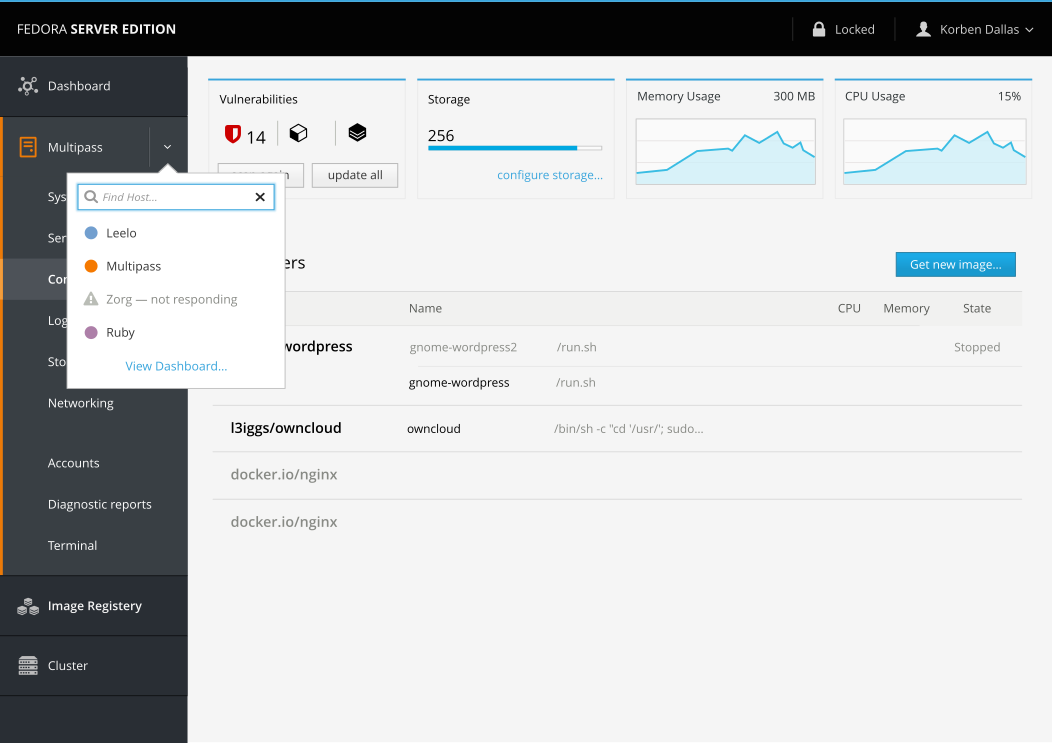 FEDORA SERVER EDITION
Locked
Korben Dallas
Dashboard
Multipass
Sys
Ser
Con
Log
Sto
Networking
Accounts
Diagnostic reports
Terminal
Image Registery
Cluster
Find Host...
Leelo
Multipass
Zorg — not responding
Ruby
View Dashboard...
Vulnerabilities
14
update all
Storage
256
configure storage...
Memory Usage 300 MB
CPU Usage 15%
ers
Get new image...
Name CPU Memory State
wordpress gnome-wordpress2 /run.sh Stopped
gnome-wordpress /run.sh
l3iggs/owncloud owncloud /bin/sh -c "cd '/usr/'; sudo...
docker.io/nginx
docker.io/nginx